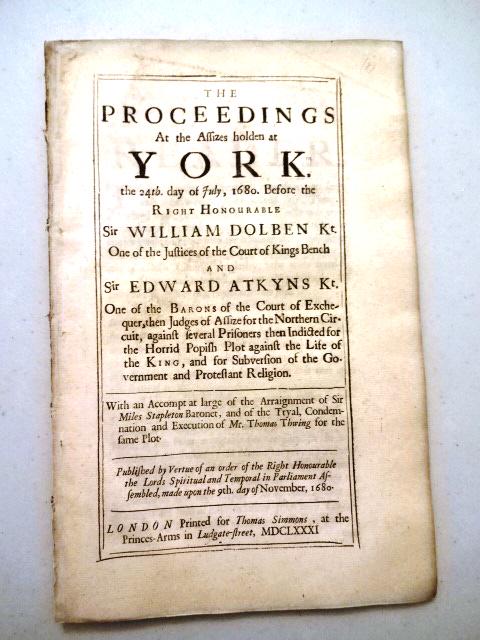 THE
PROCEEDINGS
At the Aſſizes holden at
YORK.
the 24th. day of July, 1680. Before the
RIGHT HONOURABLE
Sir WILLIAM DOLBEN Kt.
One of the Juſtices of the Court of Kings Bench
AND
Sir EDWARD ATKYNS Kt.
One of the BARONS of the Court of Exche-
quer, then Judges of Aſſize for the Northern Cir-
cuit, againſt ſeveral Priſoners then Indicted for
the Horrid Popiſh Plot againſt the Life of
the KING, and for Subverſion of the Go-
vernment and Proteſtant Religion.
With an Accompt at large of the Arraignment of Sir
Miles Stapleton Baronet, and of the Tryal, Condem-
nation and Execution of Mr. Thomas Thwing for the
ſame Plot.
Publiſhed by Vertue of an order of the Right Honourable
the Lords Spiritual and Temporal in Parliament Aſ-
ſembled, made upon the 9th. day of November, 1680.
LONDON Printed for Thomas Simmons, at the
Princes-Arms in Ludgate-ſtreet, MDCLXXXI